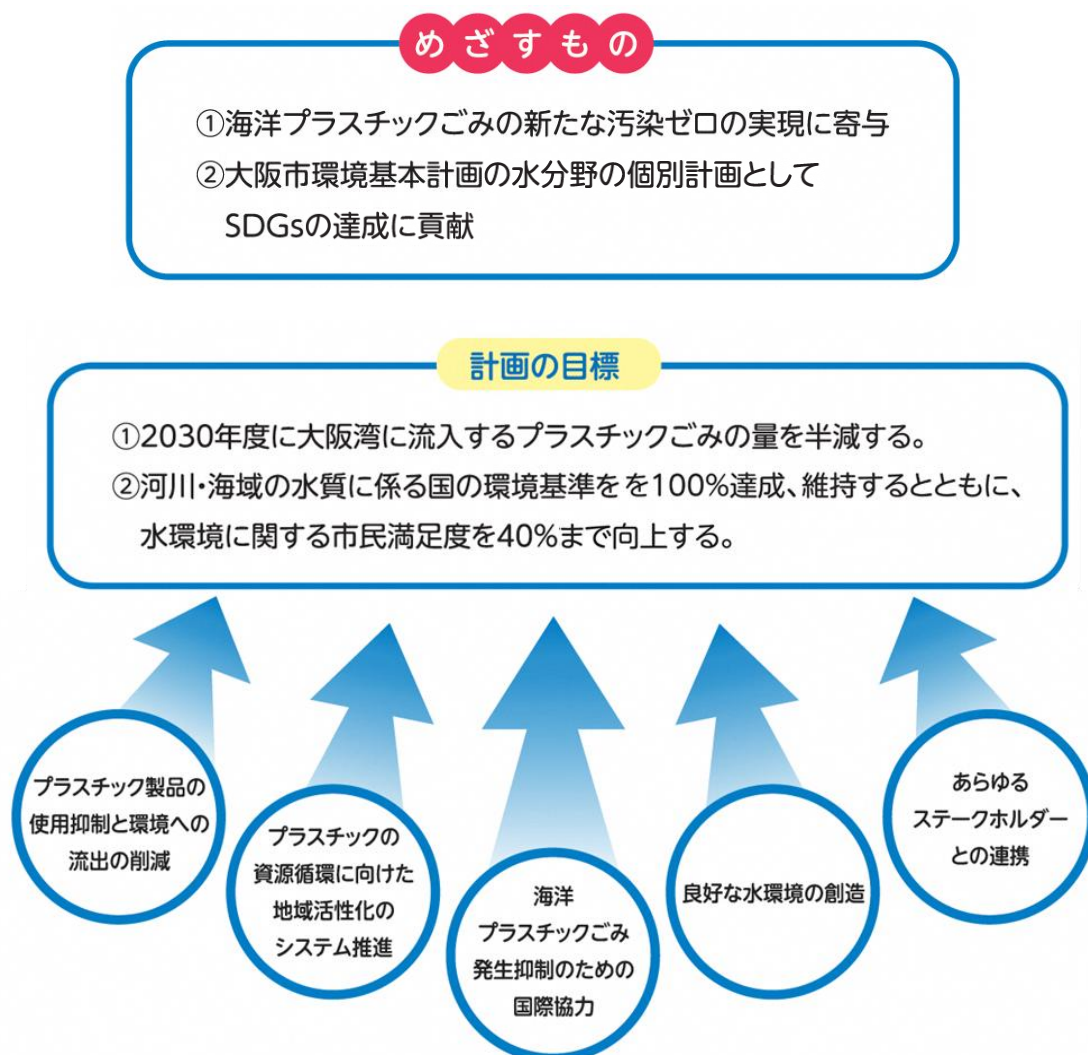 めざすもの
①海洋プラスチックごみの新たな汚染ゼロの実現に寄与
②大阪市環境基本計画の水分野の個別計画として
SDGsの達成に貢献
計画の目標
①2030年度に大阪湾に流入するプラスチックごみの量を半減する。
②河川・海域の水質に係る国の環境基準をを100%達成、維持するとともに、
水環境に関する市民満足度を40%まで向上する。
プラスチック製品の
使用抑制と環境への
流出の削減
プラスチックの
資源循環に向けた
地域活性化の
システム推進
海洋
プラスチックごみ
発生抑制のための
国際協力
良好な水環境の創造
あらゆる
ステークホルダー
との連携